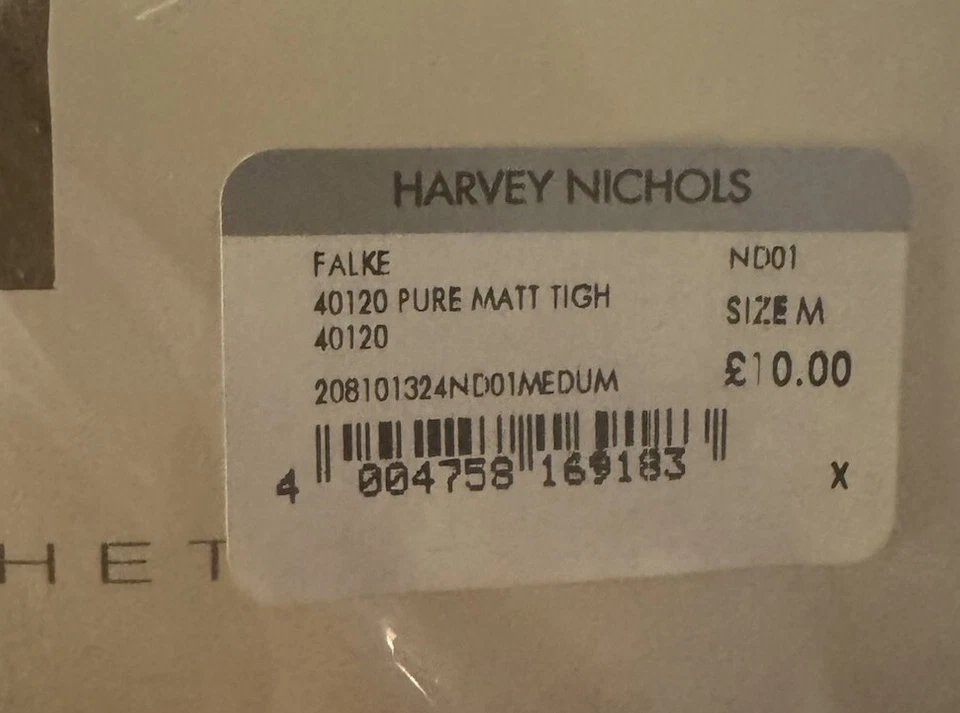 HARVEY NICHOLS
FALKE ND01
40120 PURE MATT TIGH SIZE M
40120
208101324ND01MEDUM £10.00
4 004758 169183 X
HET